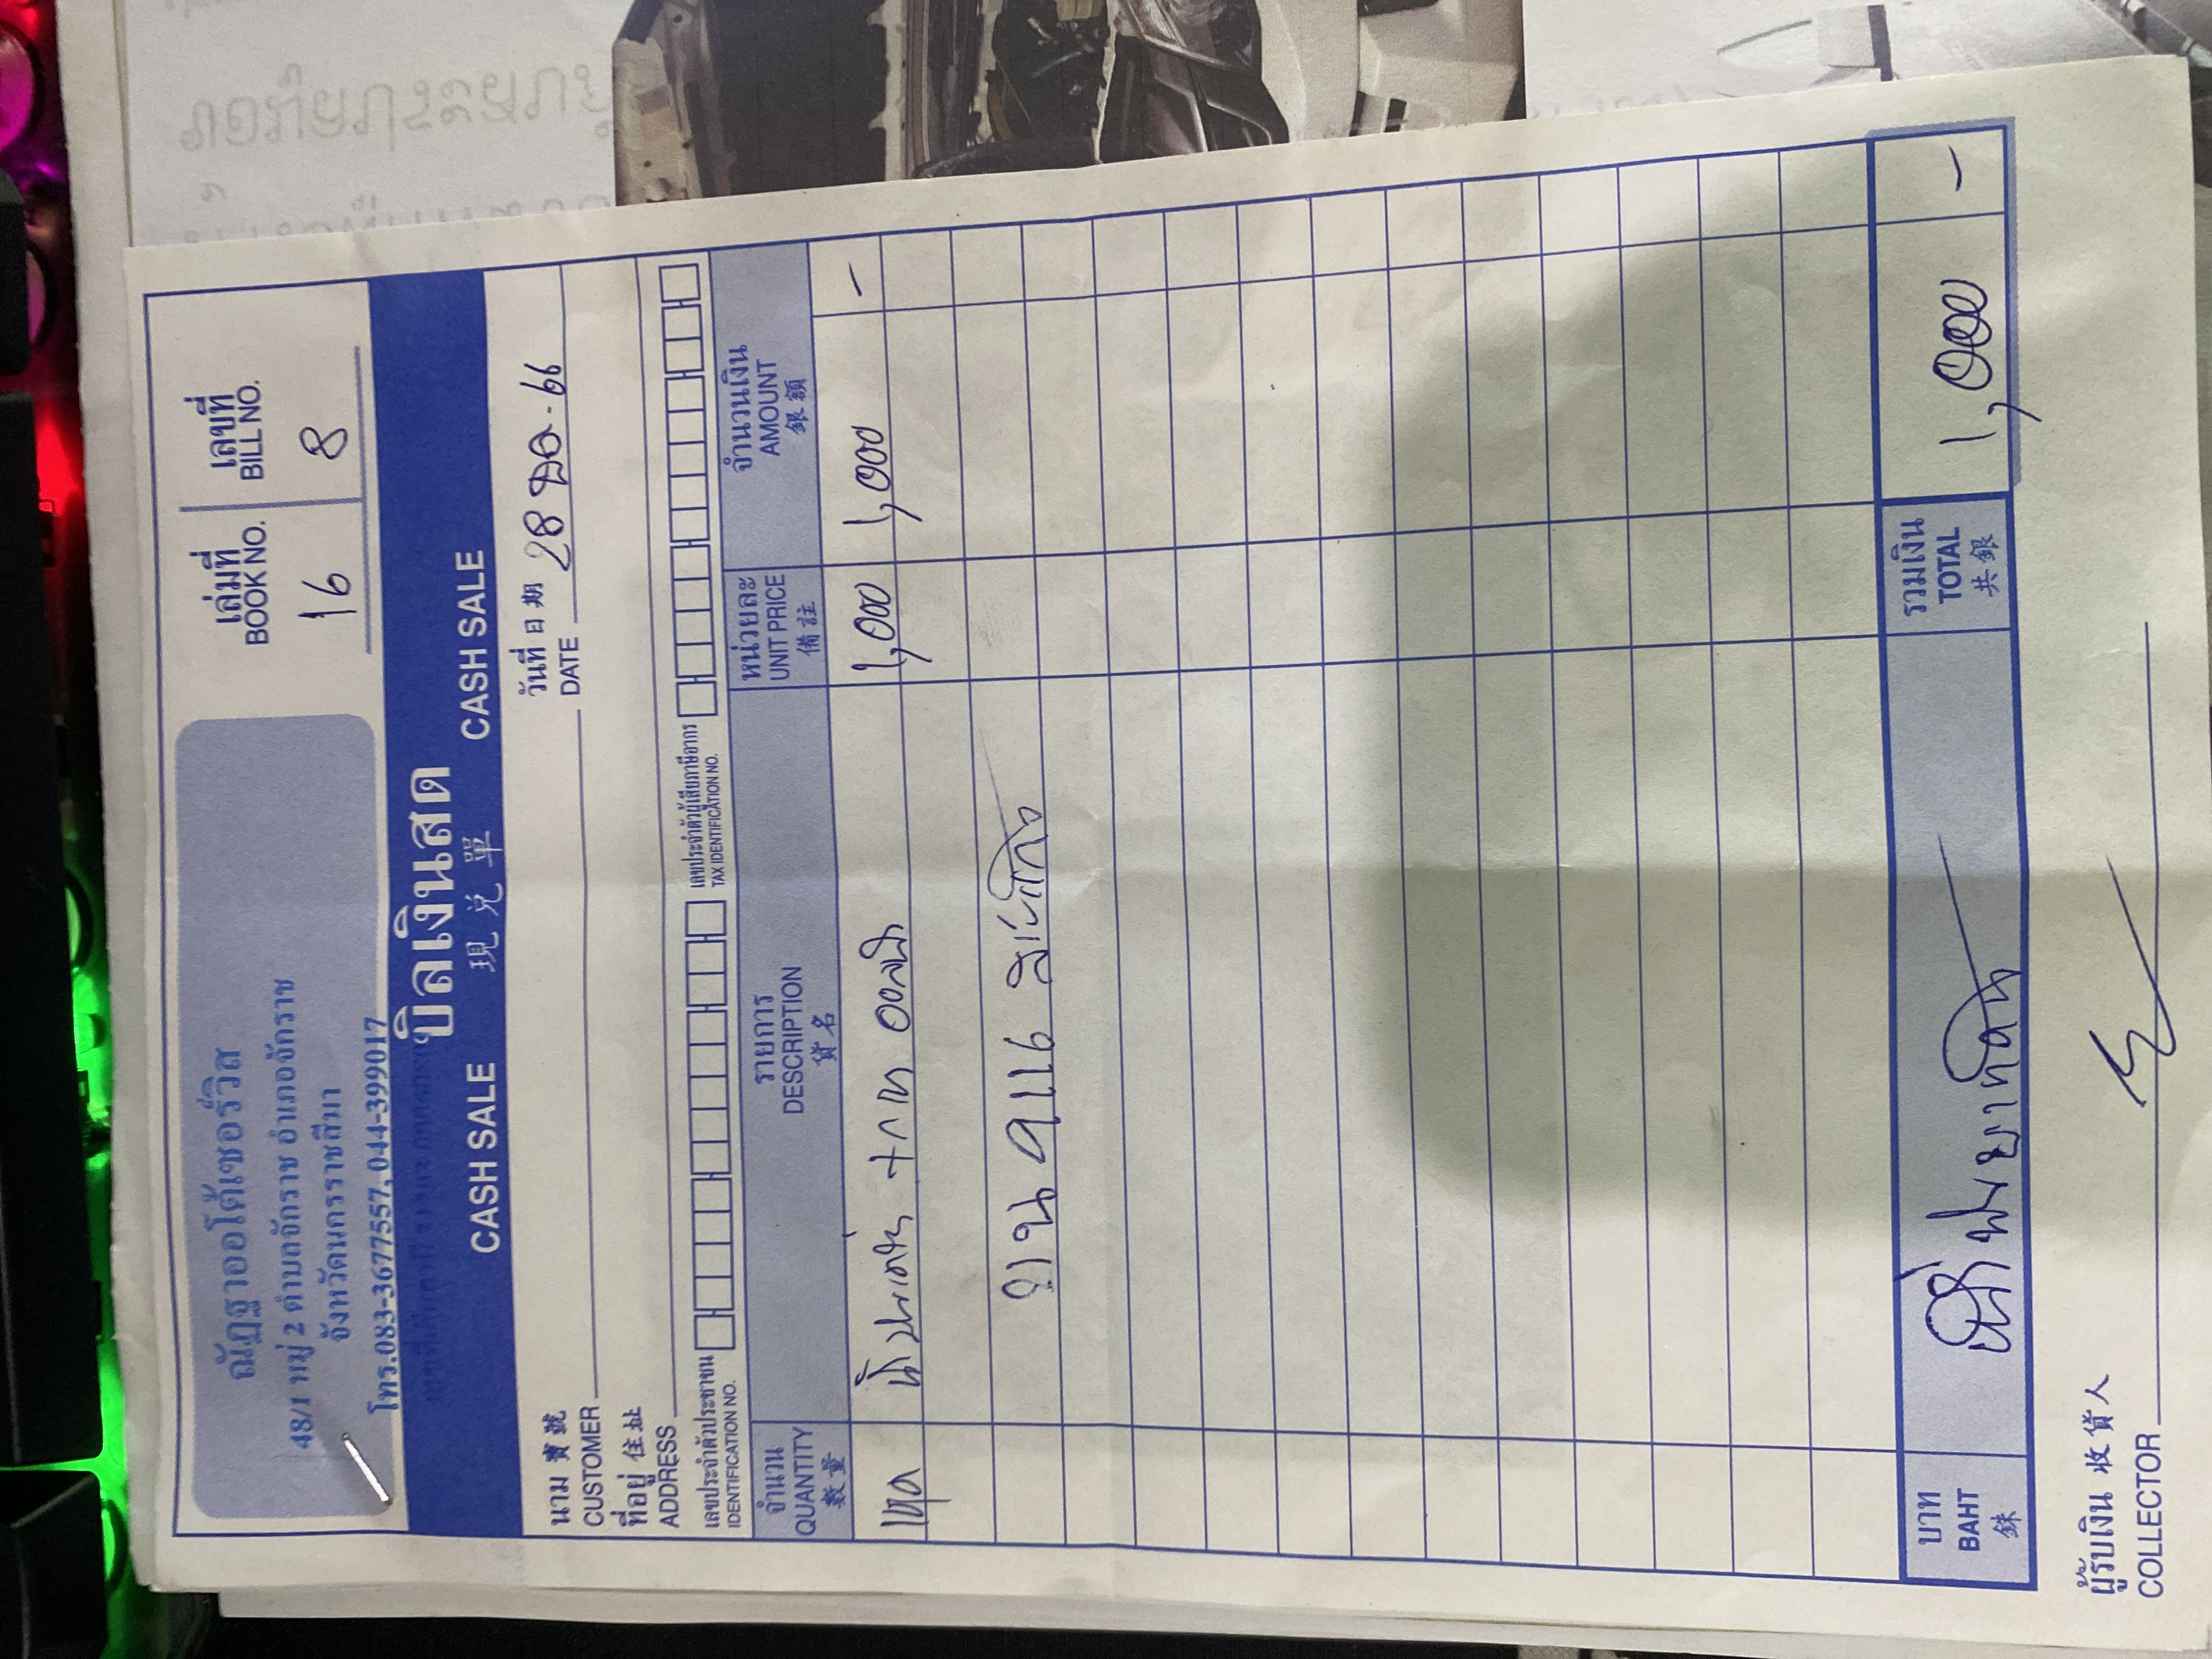 ณัฏฐาออโต้เซอร์วิส
48/1 หมู่ 2 ตำบลจักราช อำเภอจักราช
จังหวัดนครราชสีมา
โทร.083-3677557, 044-399017
เล่มที่ เลขที่
BOOK NO. BILL NO.
16 8
บิลเงินสด
CASH SALE 現兌單 CASH SALE
วันที่ 日期
DATE 28 -66
นาม 寶號
CUSTOMER
ที่อยู่ 住址
ADDRESS
เลขประจำตัวประชาชน
IDENTIFICATION NO.
เลขประจำตัวผู้เสียภาษีอากร
TAX IDENTIFICATION NO.
จำนวน รายการ หน่วยละ จำนวนเงิน
QUANTITY DESCRIPTION UNIT PRICE AMOUNT
數量 貨名 備註 銀額
1,000 1,000 -
9116
บาท รวมเงิน
BAHT TOTAL 1,000 -
銖 共銀
ผู้รับเงิน 收貨人
COLLECTOR